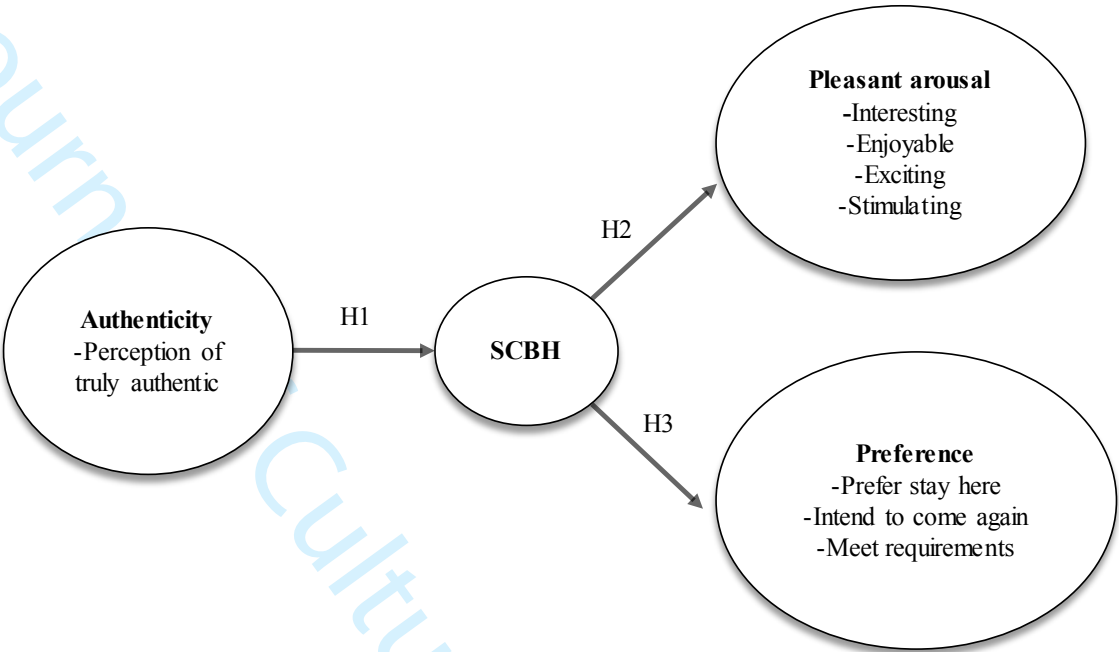 Pleasant arousal
-Interesting
-Enjoyable
-Exciting
-Stimulating
H2
Authenticity
-Perception of
truly authentic
H1
SCBH
H3
Preference
-Prefer stay here
-Intend to come again
-Meet requirements